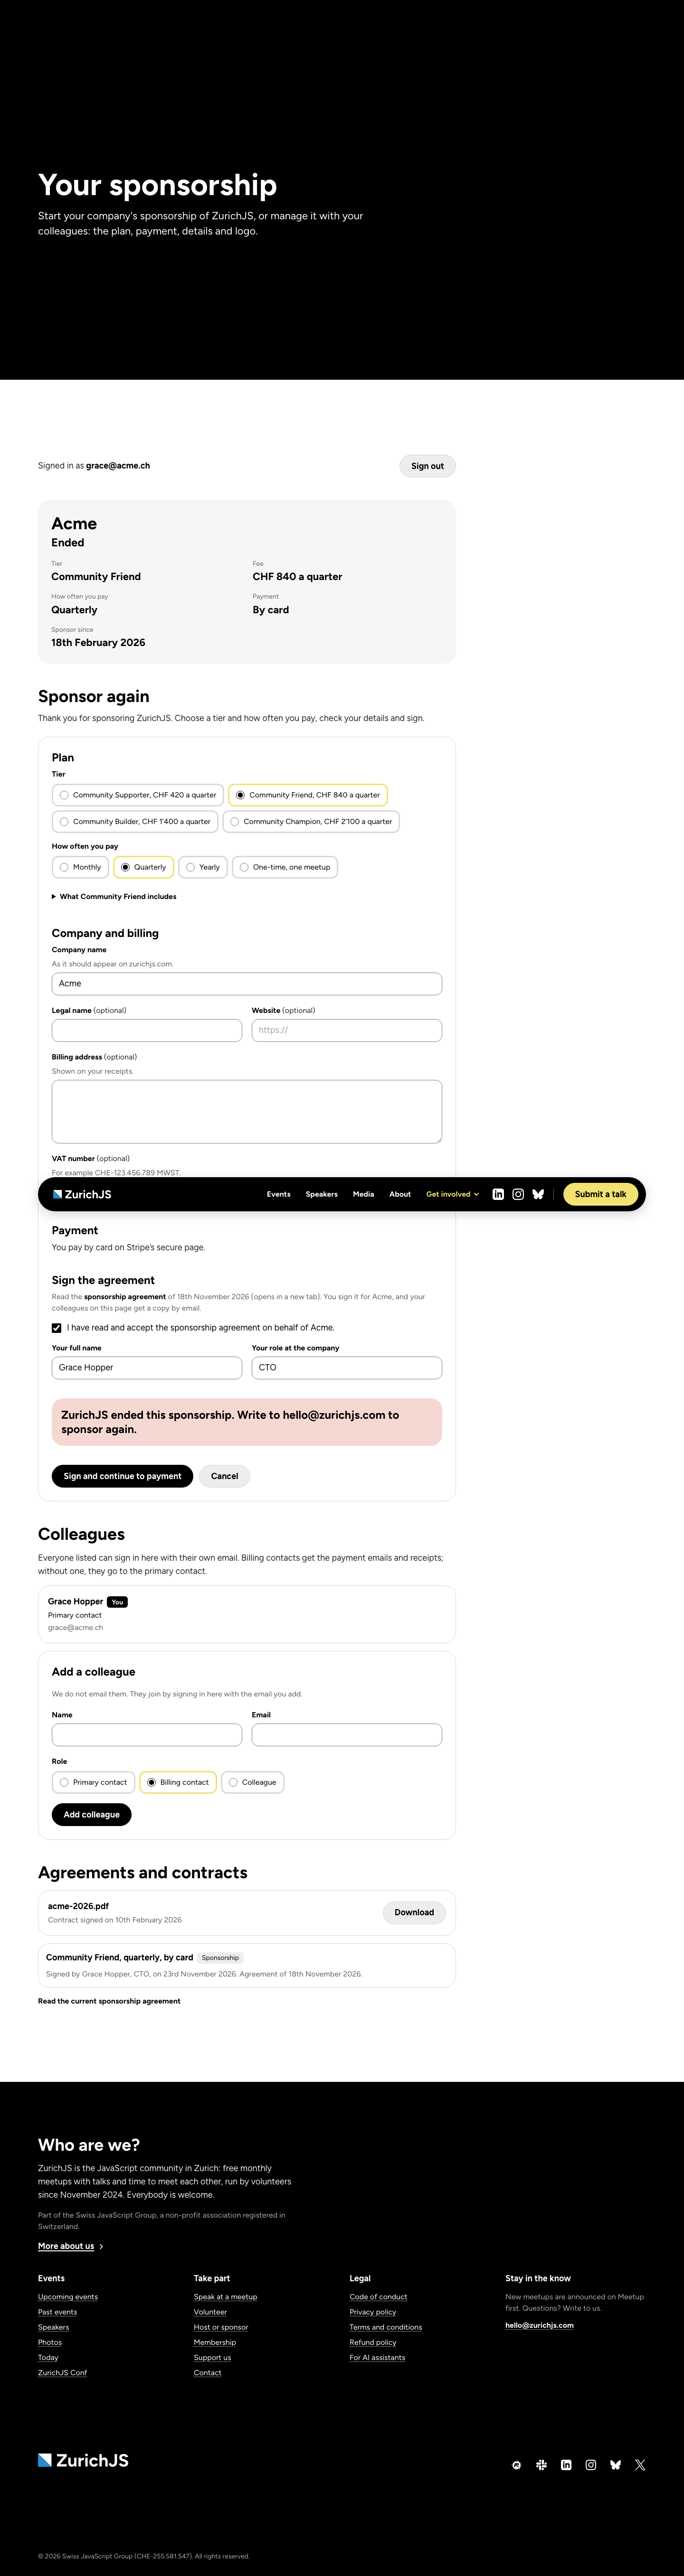 Your sponsorship
Start your company's sponsorship of ZurichJS, or manage it with your
colleagues: the plan, payment, details and logo.
Signed in as grace@acme.ch
Sign out
Acme
Ended
Tier
Community Friend
Fee
CHF 840 a quarter
How often you pay
Quarterly
Payment
By card
Sponsor since
18th February 2026
Sponsor again
Thank you for sponsoring ZurichJS. Choose a tier and how often you pay, check your details and sign.
Plan
Tier
Community Supporter, CHF 420 a quarter
Community Friend, CHF 840 a quarter
Community Builder, CHF 1'400 a quarter
Community Champion, CHF 2'100 a quarter
How often you pay
Monthly
Quarterly
Yearly
One-time, one meetup
What Community Friend includes
Company and billing
Company name
As it should appear on zurichjs.com.
Acme
Legal name (optional)
Website (optional)
https://
Billing address (optional)
Shown on your receipts.
VAT number (optional)
For example CHE-123.456.789 MWST.
ZurichJS
Events
Speakers
Media
About
Get involved
Submit a talk
Payment
You pay by card on Stripe's secure page.
Sign the agreement
Read the sponsorship agreement of 18th November 2026 (opens in a new tab). You sign it for Acme, and your
colleagues on this page get a copy by email.
I have read and accept the sponsorship agreement on behalf of Acme.
Your full name
Grace Hopper
Your role at the company
CTO
ZurichJS ended this sponsorship. Write to hello@zurichjs.com to
sponsor again.
Sign and continue to payment
Cancel
Colleagues
Everyone listed can sign in here with their own email. Billing contacts get the payment emails and receipts;
without one, they go to the primary contact.
Grace Hopper You
Primary contact
grace@acme.ch
Add a colleague
We do not email them. They join by signing in here with the email you add.
Name
Email
Role
Primary contact
Billing contact
Colleague
Add colleague
Agreements and contracts
acme-2026.pdf
Contract signed on 10th February 2026
Download
Community Friend, quarterly, by card Sponsorship
Signed by Grace Hopper, CTO, on 23rd November 2026. Agreement of 18th November 2026.
Read the current sponsorship agreement
Who are we?
ZurichJS is the JavaScript community in Zurich: free monthly
meetups with talks and time to meet each other, run by volunteers
since November 2024. Everybody is welcome.
Part of the Swiss JavaScript Group, a non-profit association registered in
Switzerland.
More about us
Events
Upcoming events
Past events
Speakers
Photos
Today
ZurichJS Conf
Take part
Speak at a meetup
Volunteer
Host or sponsor
Membership
Support us
Contact
Legal
Code of conduct
Privacy policy
Terms and conditions
Refund policy
For AI assistants
Stay in the know
New meetups are announced on Meetup
first. Questions? Write to us.
hello@zurichjs.com
ZurichJS
© 2026 Swiss JavaScript Group (CHE-255.581.547). All rights reserved.